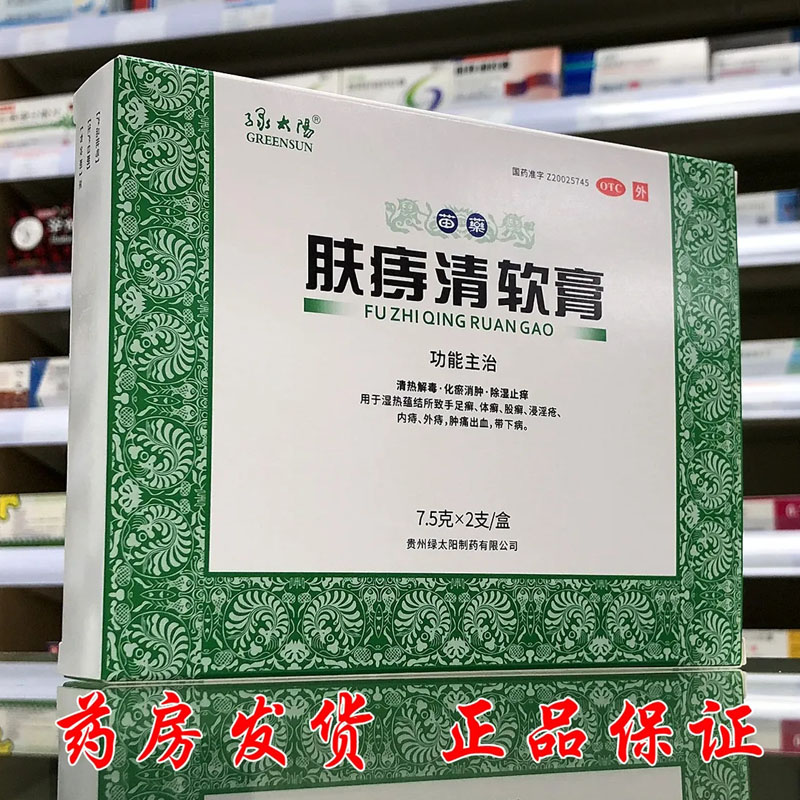 绿太阳®
GREENSUN
国药准字 Z20025745
OTC 外
苗药
肤痔清软膏
FU ZHI QING RUAN GAO
功能主治
清热解毒·化瘀消肿·除湿止痒
用于湿热蕴结所致手足癣、体癣、股癣、浸淫疮、
内痔、外痔,肿痛出血,带下病。
7.5克×2支/盒
贵州绿太阳制药有限公司
药房发货 正品保证